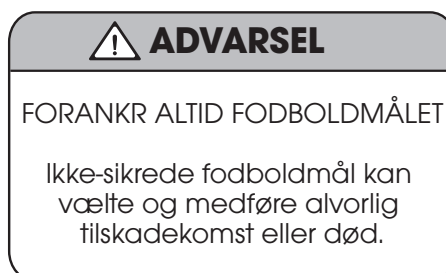 ADVARSEL
FORANKR ALTID FODBOLDMÅLET
Ikke-sikrede fodboldmål kan
vælte og medføre alvorlig
tilskadekomst eller død.